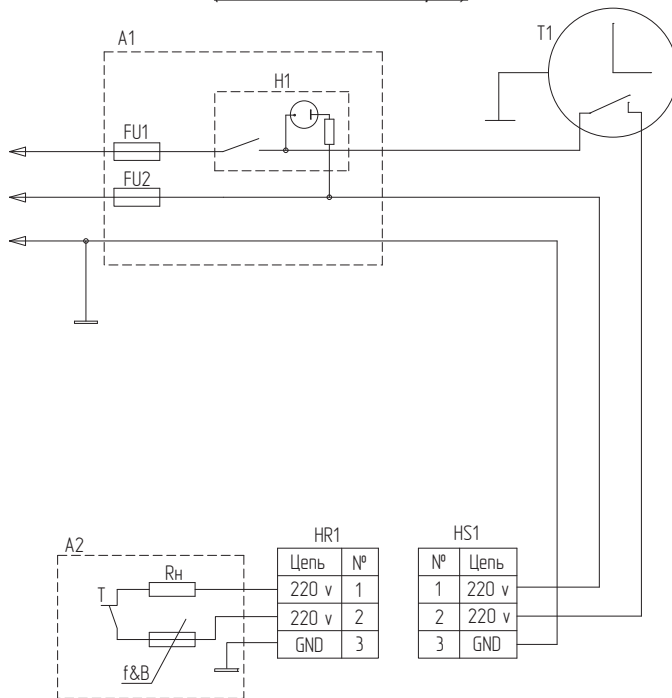 A1
T1
H1
FU1
FU2
A2
HR1
HS1
Цепь Nº
Nº Цепь
Rн
T
220 v 1
1 220 v
220 v 2
2 220 v
GND 3
3 GND
f&B